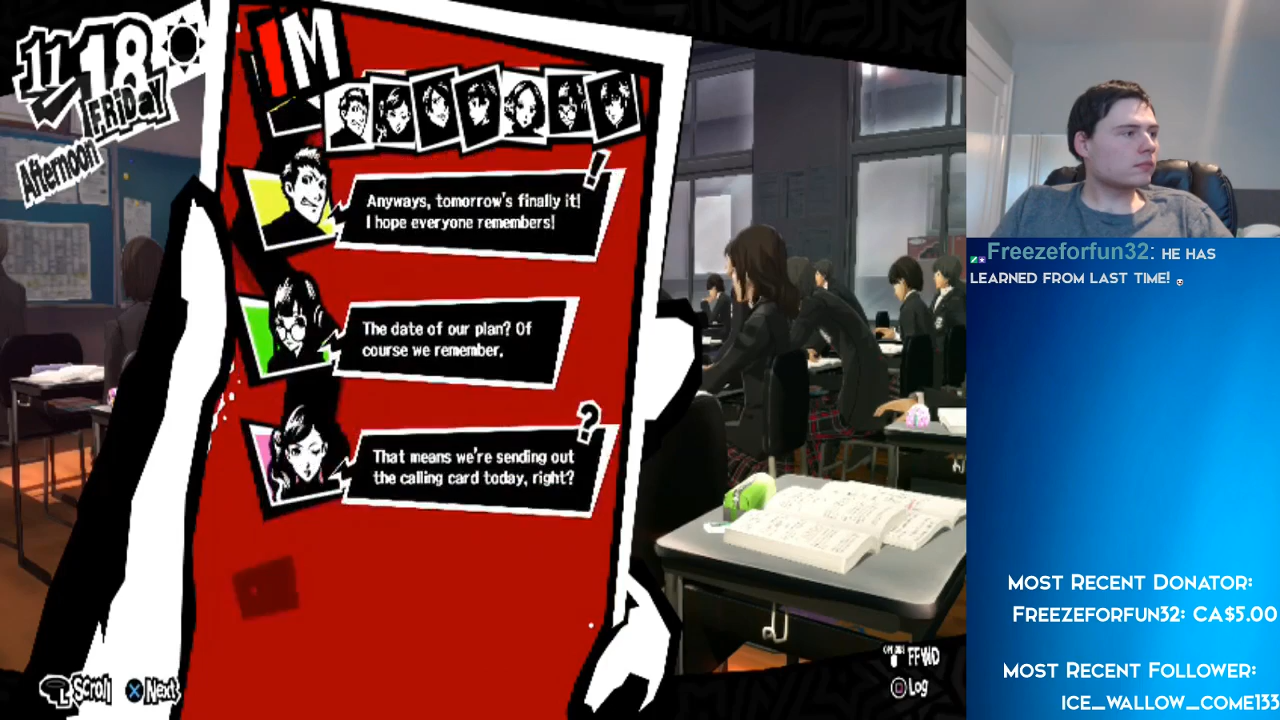 11/18
FRiDaY
Afternoon
IM
Anyways, tomorrow's finally it!
I hope everyone remembers!
!
The date of our plan? Of
course we remember.
?
That means we're sending out
the calling card today, right?
L Scroll X Next
FFWD
Log
Freezeforfun32: HE HAS
LEARNED FROM LAST TIME!
MOST RECENT DONATOR:
FREEZEFORFUN32: CA$5.00
MOST RECENT FOLLOWER:
ICE_WALLOW_COME133